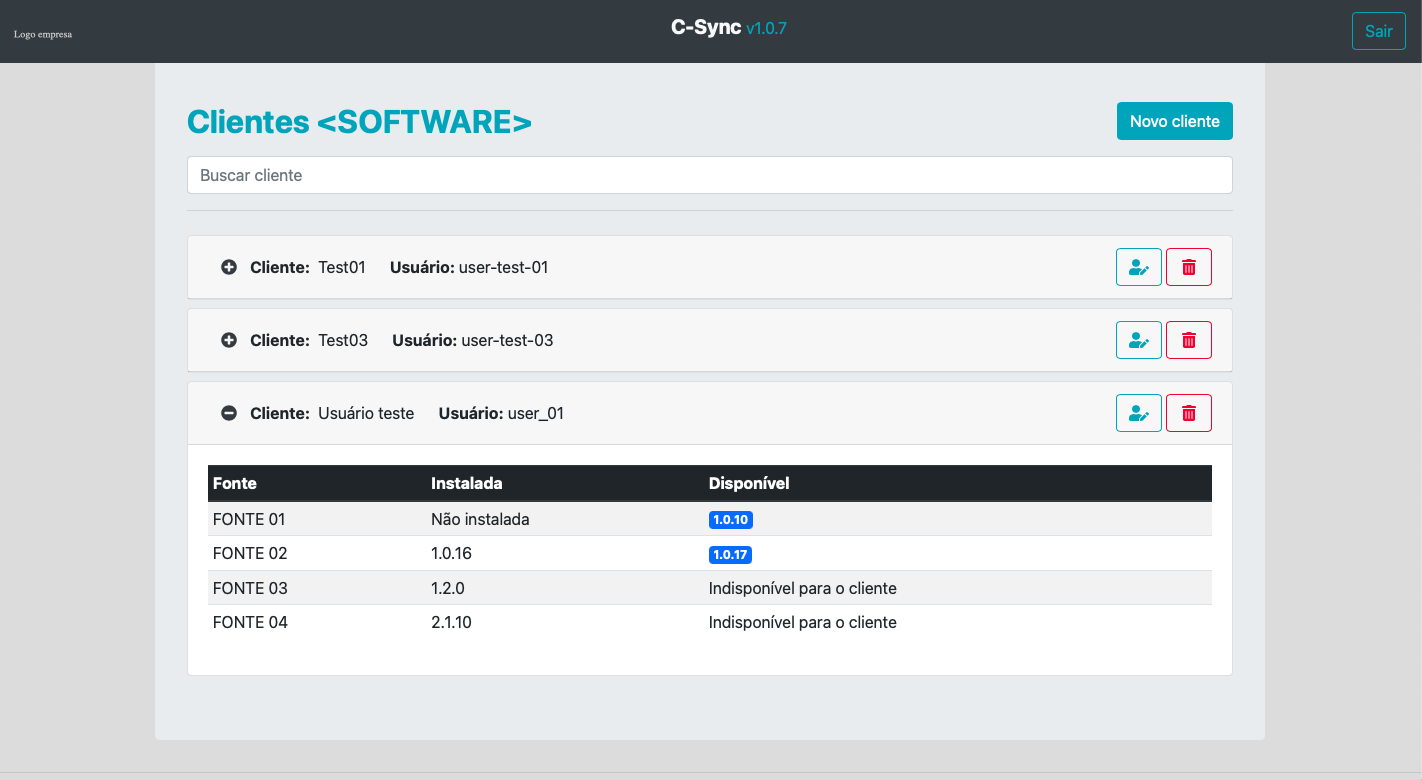 Logo empresa
C-Sync v1.0.7
Sair
Clientes <SOFTWARE>
Novo cliente
Buscar cliente
Cliente: Test01 Usuário: user-test-01
Cliente: Test03 Usuário: user-test-03
Cliente: Usuário teste Usuário: user_01
Fonte Instalada Disponível
FONTE 01 Não instalada 1.0.10
FONTE 02 1.0.16 1.0.17
FONTE 03 1.2.0 Indisponível para o cliente
FONTE 04 2.1.10 Indisponível para o cliente